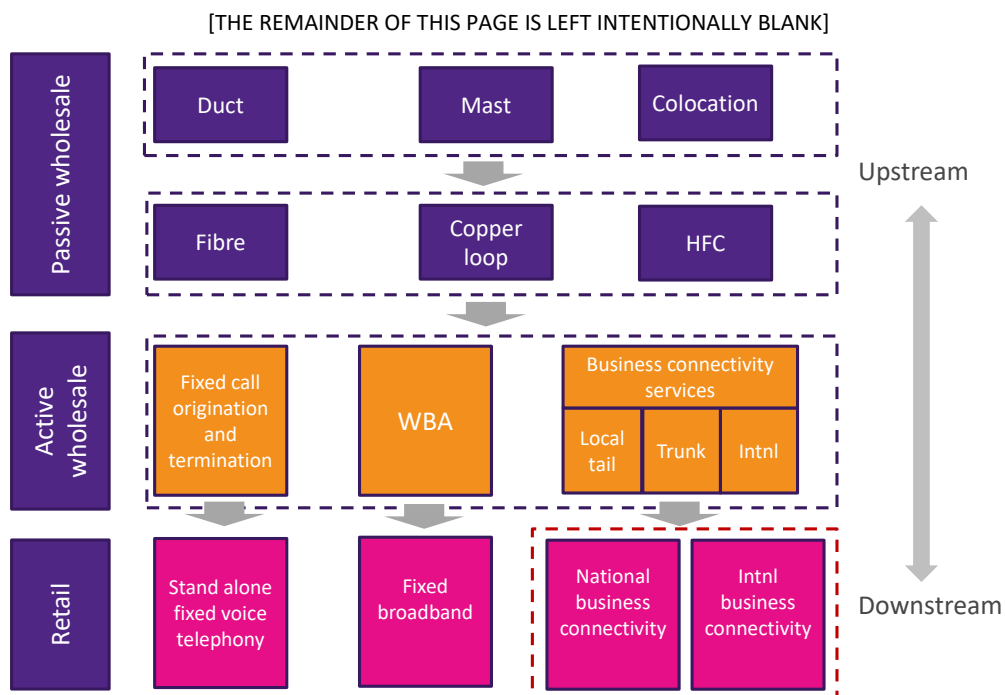 [THE REMAINDER OF THIS PAGE IS LEFT INTENTIONALLY BLANK]
Passive wholesale
Duct
Mast
Colocation
Upstream
Fibre
Copper
loop
HFC
Active
wholesale
Fixed call
origination
and
termination
WBA
Business connectivity
services
Local
tail
Trunk
Intnl
Retail
Stand alone
fixed voice
telephony
Fixed
broadband
National
business
connectivity
Intnl
business
connectivity
Downstream